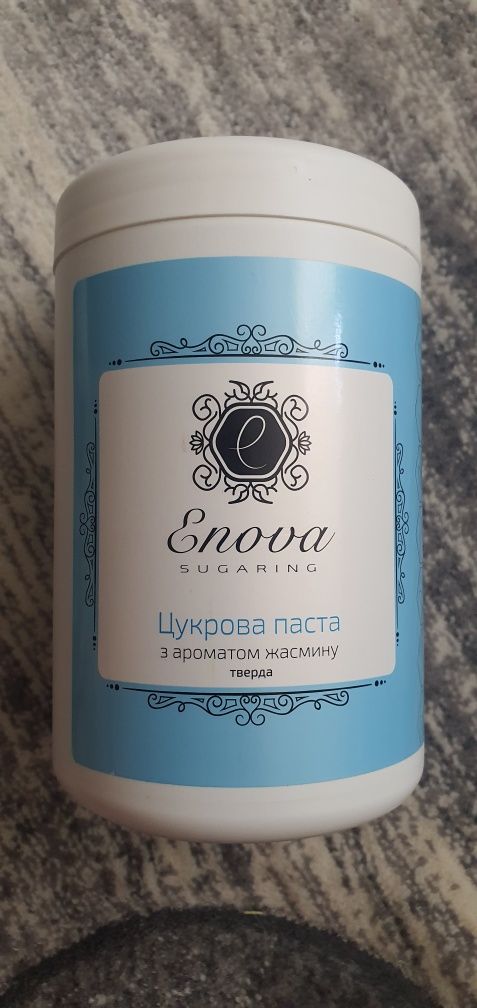 e
Enova
SUGARING
Цукрова паста
з ароматом жасмину
тверда